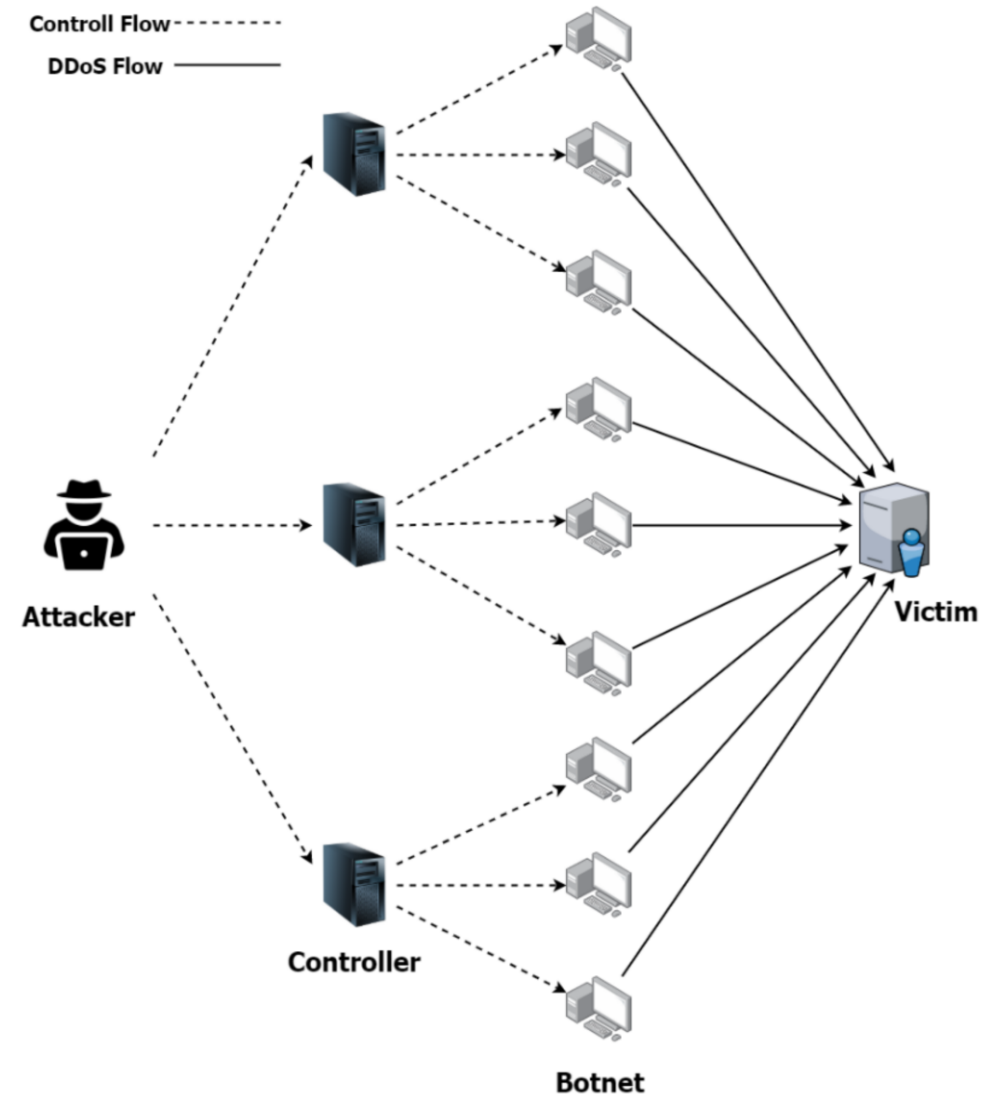 Controll Flow
DDoS Flow
Attacker
Victim
Controller
Botnet